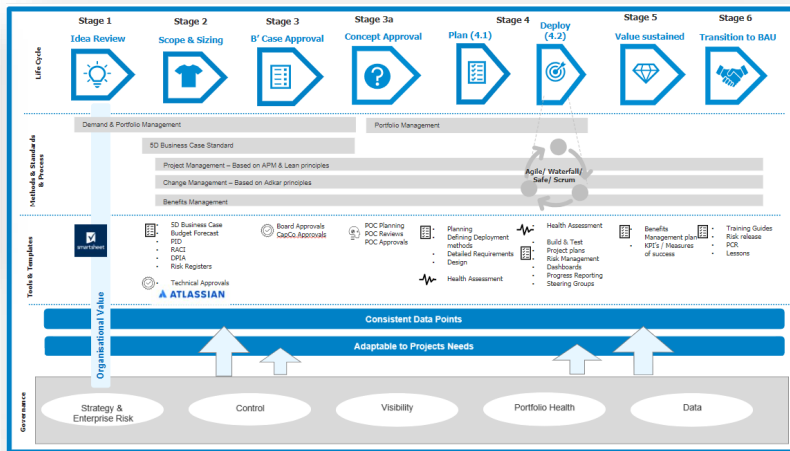 Stage 1
Stage 2
Stage 3
Stage 3a
Stage 4
Stage 5
Stage 6
Idea Review
Scope & Sizing
B' Case Approval
Concept Approval
Plan (4.1)
Deploy
(4.2)
Value sustained
Transition to BAU
Life Cycle
Methods & Standards
& Process
Demand & Portfolio Management
Portfolio Management
5D Business Case Standard
Project Management – Based on APM & Lean principles
Change Management – Based on Adkar principles
Benefits Management
Agile/ Waterfall/
Safe/ Scrum
Tools & Templates
smartsheet
5D Business Case
Budget Forecast
PID
RACI
DPIA
Risk Registers
Technical Approvals
ATLASSIAN
Board Approvals
CapCo Approvals
POC Planning
POC Reviews
POC Approvals
Planning
Defining Deployment
methods
Detailed Requirements
Design
Health Assessment
Health Assessment
Build & Test
Project plans
Risk Management
Dashboards
Progress Reporting
Steering Groups
Benefits
Management plan
KPI's / Measures
of success
Training Guides
Risk release
PCR
Lessons
Organisational Value
Consistent Data Points
Adaptable to Projects Needs
Governance
Strategy &
Enterprise Risk
Control
Visibility
Portfolio Health
Data